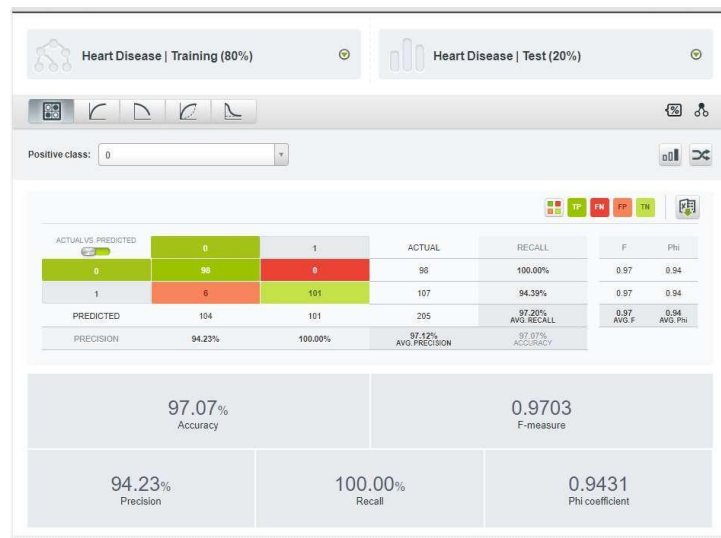 Heart Disease | Training (80%)
Heart Disease | Test (20%)
Positive class: 0
TP FN FP TN
ACTUAL VS. PREDICTED 0 1 ACTUAL RECALL F Phi
0 98 0 98 100.00% 0.97 0.94
1 6 101 107 94.39% 0.97 0.94
PREDICTED 104 101 205 97.20% AVG. RECALL 0.97 AVG. F 0.94 AVG. Phi
PRECISION 94.23% 100.00% 97.12% AVG. PRECISION 97.07% ACCURACY
97.07%
Accuracy
0.9703
F-measure
94.23%
Precision
100.00%
Recall
0.9431
Phi coefficient